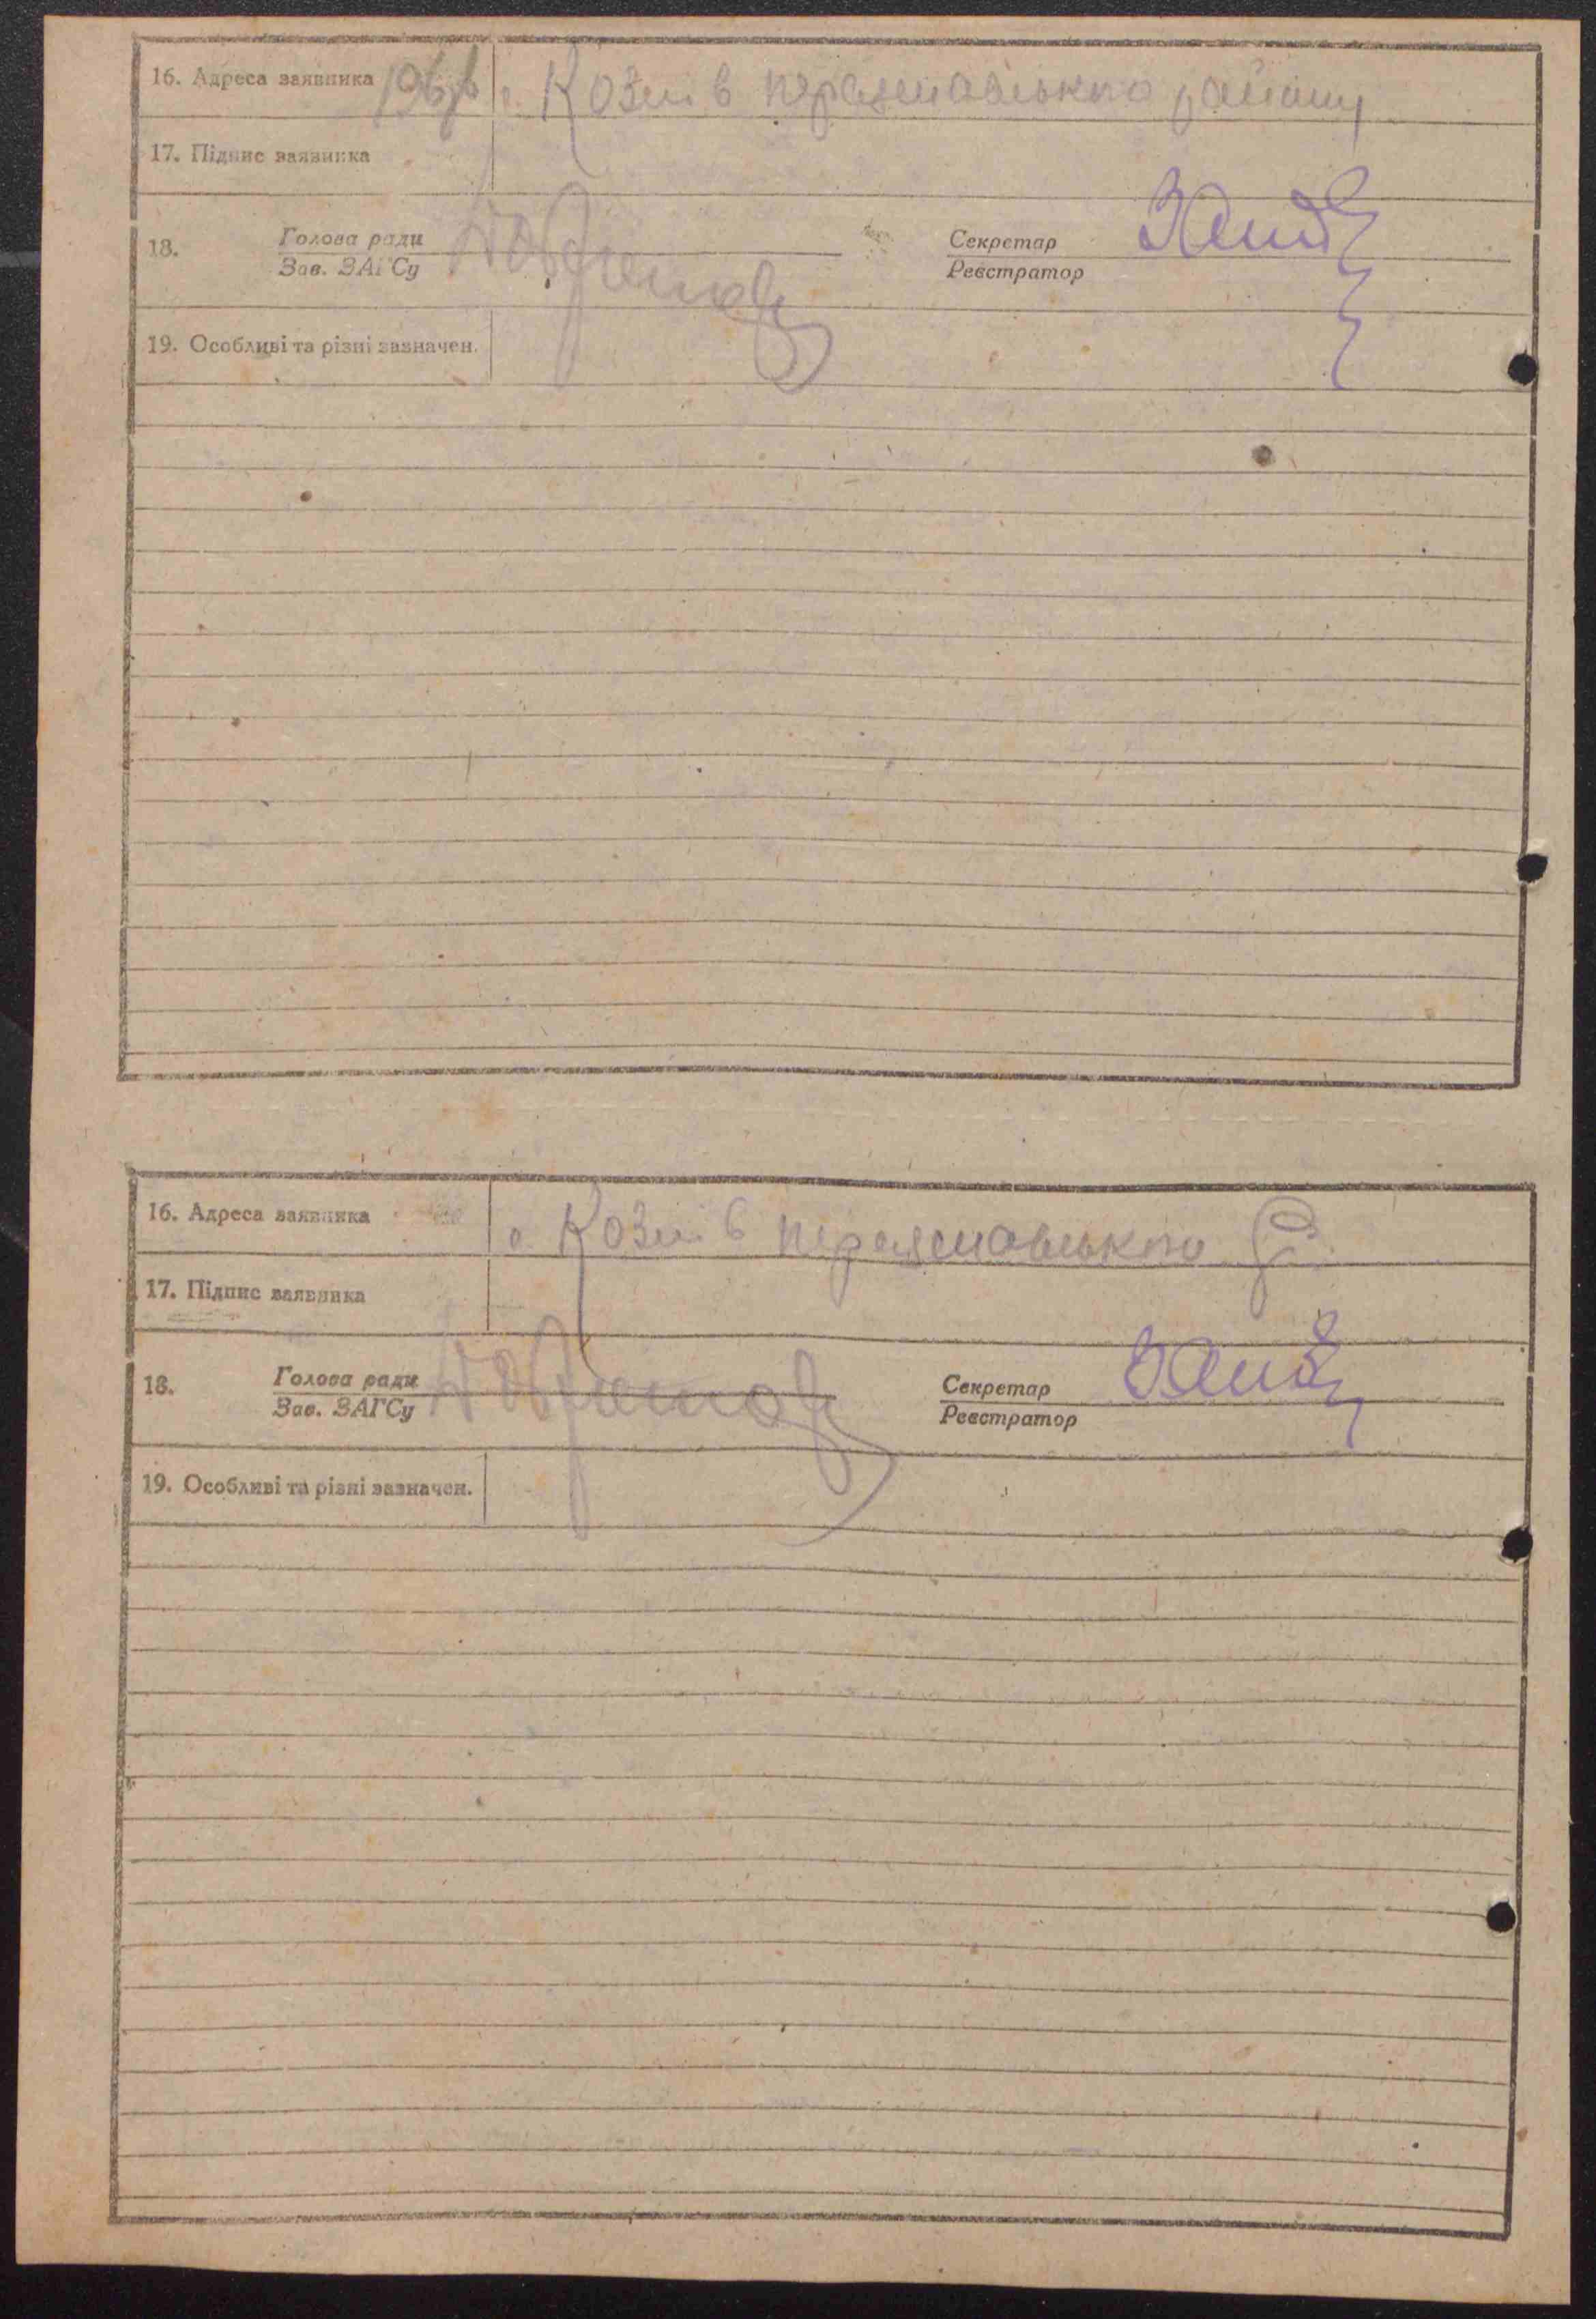 16. Адреса заявника с. Козлів переяславського району
17. Підпис заявника
18. Голова ради Секретар
Зав. ЗАГСу Реєстратор
19. Особливі та різні зазначен.
16. Адреса заявника с. Козлів переяславського р.
17. Підпис заявника
18. Голова ради Секретар
Зав. ЗАГСу Реєстратор
19. Особливі та різні зазначен.